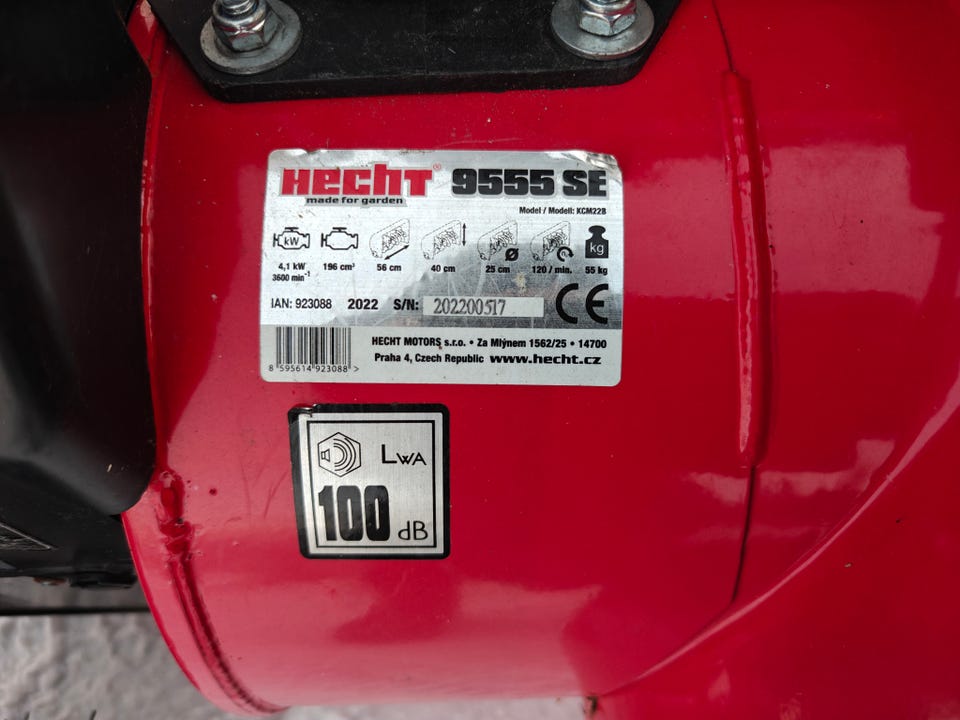 HECHT® 9555 SE
made for garden
Model / Modell: KCM22B
kW
kg
4,1 kW 196 cm³ 56 cm 40 cm 25 cm 120 / min. 55 kg
3600 min⁻¹
IAN: 923088 2022 S/N: 202200517 CE
HECHT MOTORS s.r.o. • Za Mlýnem 1562/25 • 14700
Praha 4, Czech Republic www.hecht.cz
8 595614 923088 >
LWA
100 dB